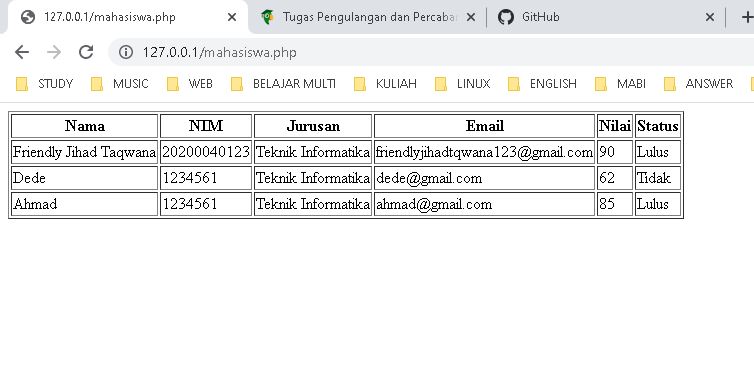 127.0.0.1/mahasiswa.php Tugas Pengulangan dan Percaba GitHub
127.0.0.1/mahasiswa.php
STUDY MUSIC WEB BELAJAR MULTI KULIAH LINUX ENGLISH MABI ANSWER
Nama NIM Jurusan Email Nilai Status
Friendly Jihad Taqwana 20200040123 Teknik Informatika friendlyjihadtqwana123@gmail.com 90 Lulus
Dede 1234561 Teknik Informatika dede@gmail.com 62 Tidak
Ahmad 1234561 Teknik Informatika ahmad@gmail.com 85 Lulus